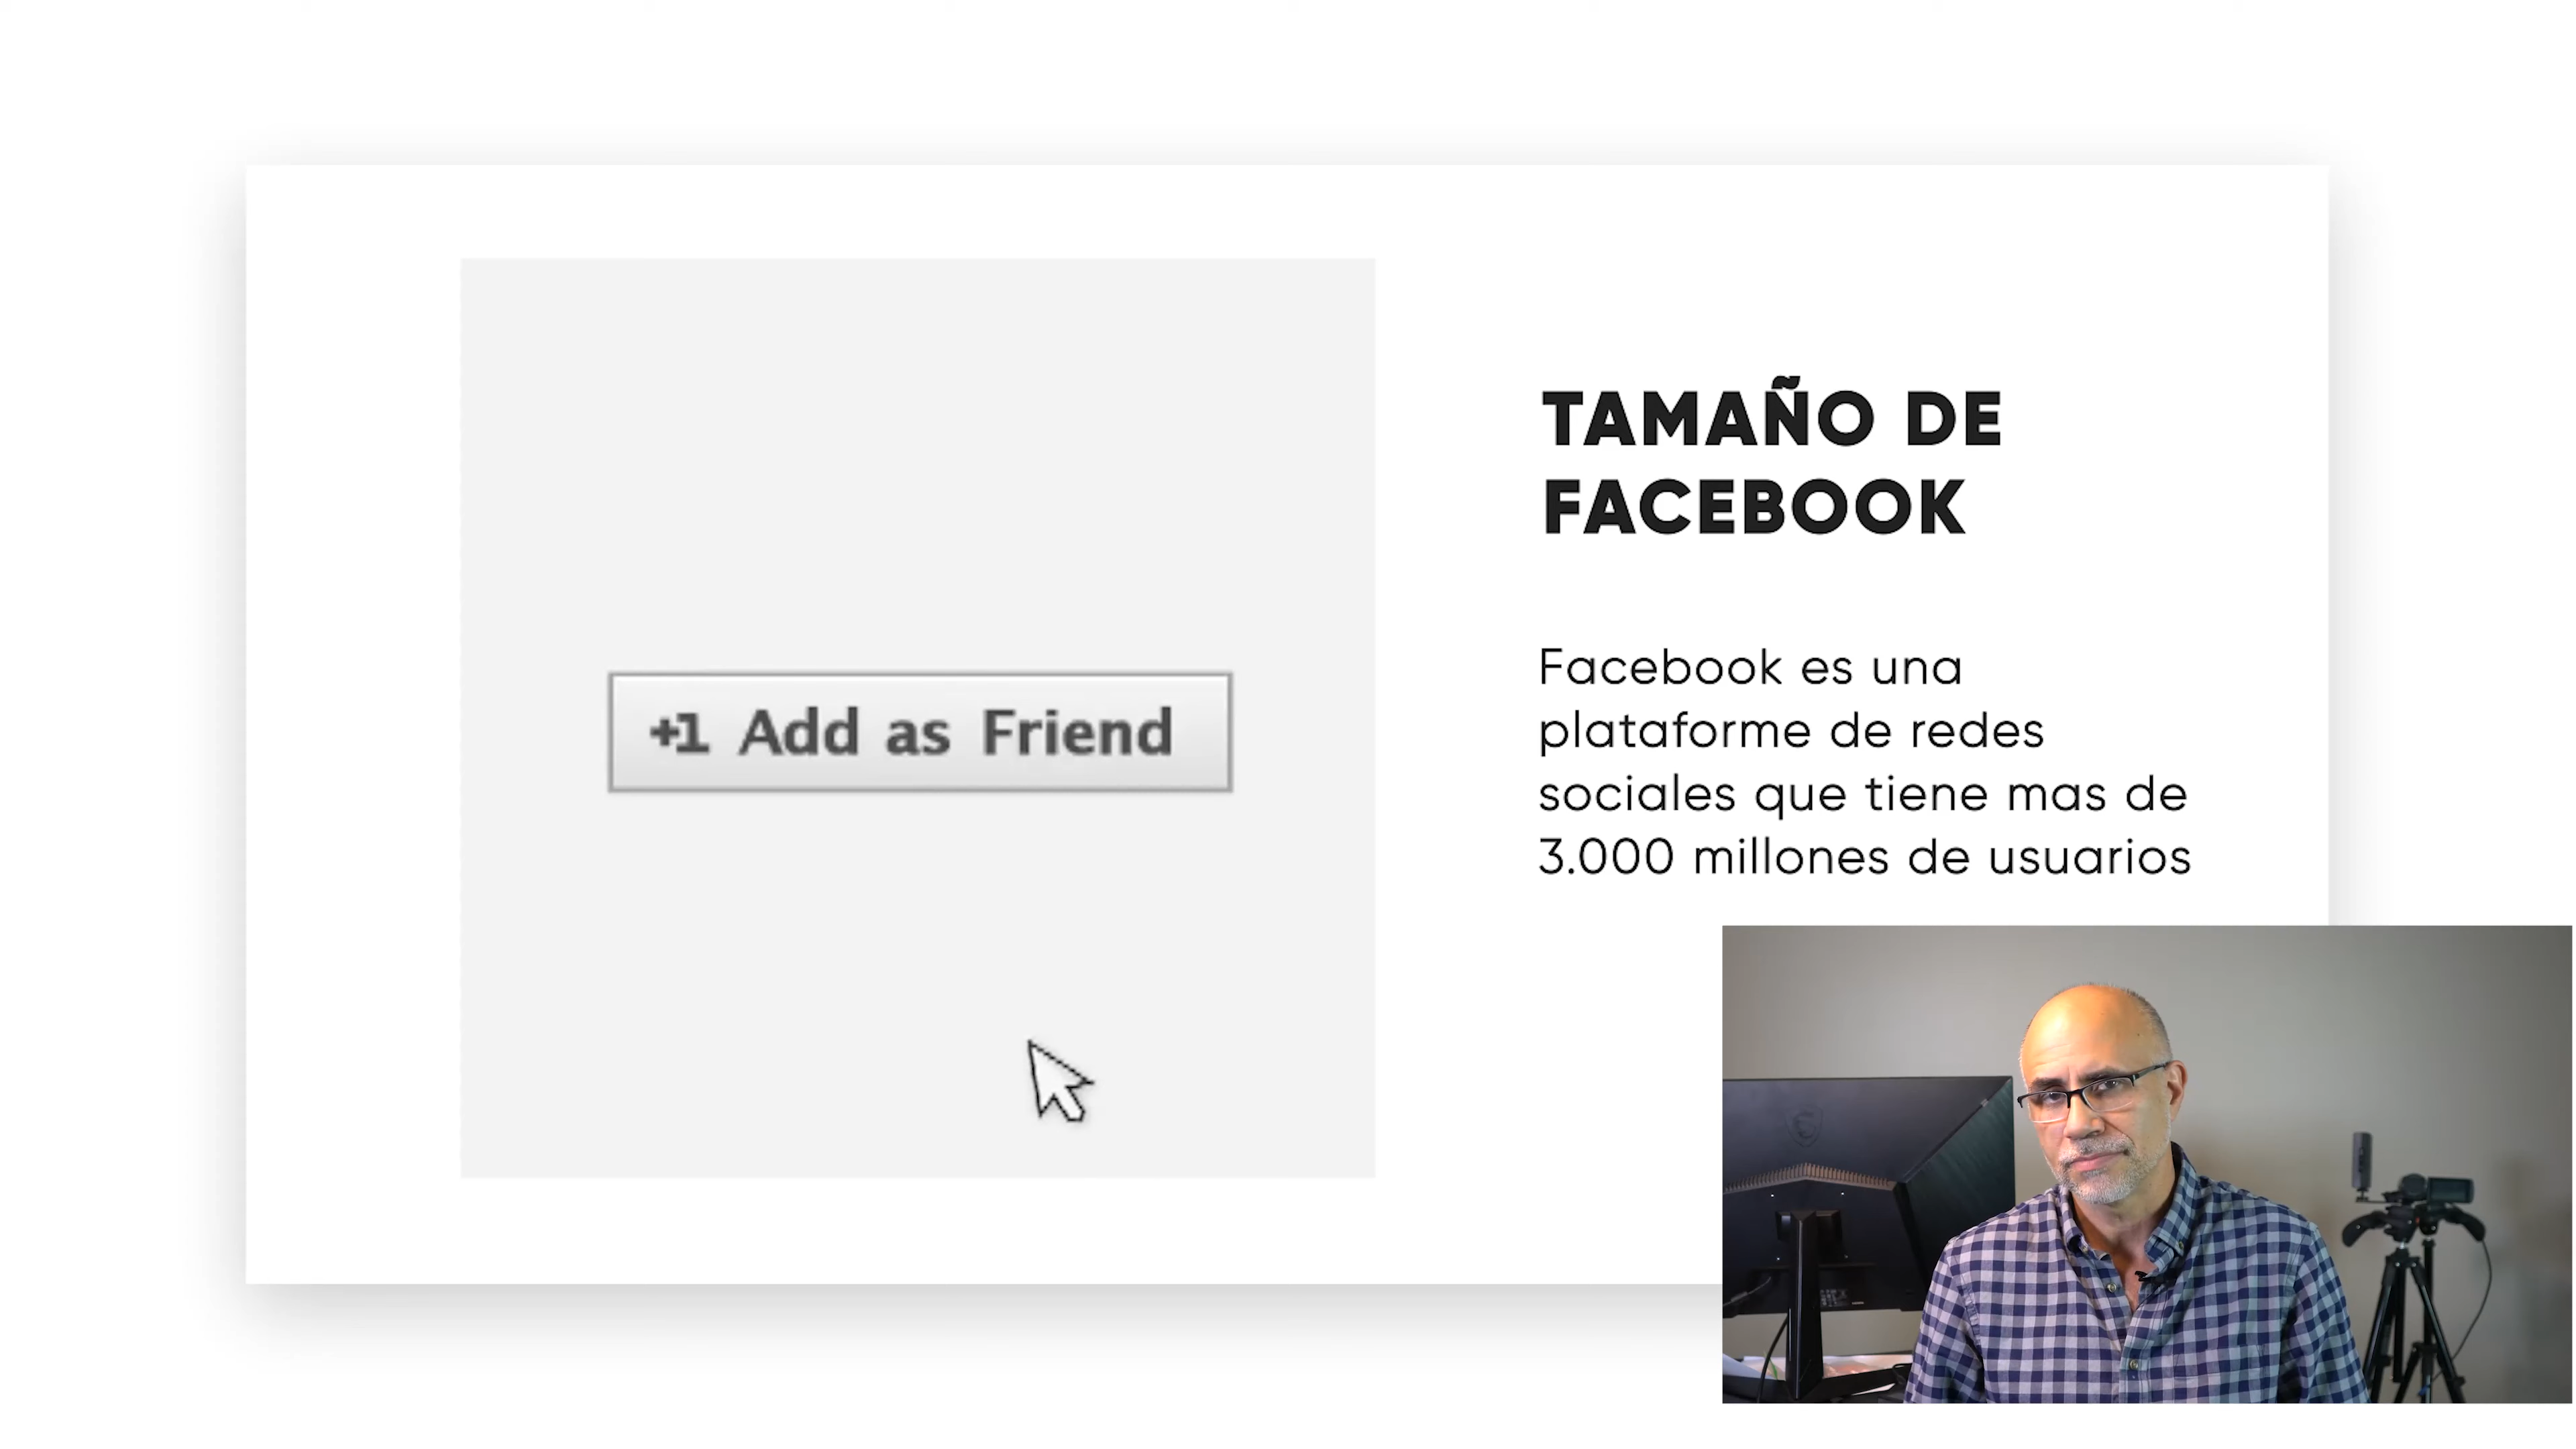 +1 Add as Friend
TAMAÑO DE
FACEBOOK
Facebook es una
plataforme de redes
sociales que tiene mas de
3.000 millones de usuarios